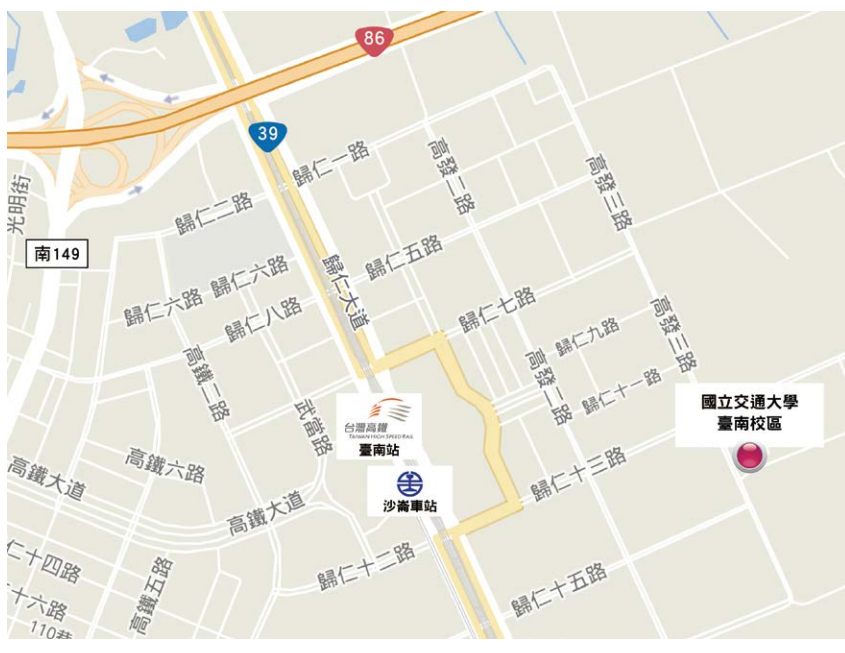 86
39
歸仁一路
高發二路
高發三路
光明街
歸仁二路
南149
歸仁五路
歸仁六路
歸仁大道
歸仁六路
歸仁八路
歸仁七路
高發三路
歸仁九路
高鐵二路
高發二路
歸仁十一路
國立交通大學
臺南校區
台灣高鐵
TAIWAN HIGH SPEED RAIL
臺南站
武當路
高鐵六路
高鐵大道
歸仁十三路
沙崙車站
高鐵大道
仁十四路
歸仁十二路
高鐵五路
歸仁十五路
十六路
110巷